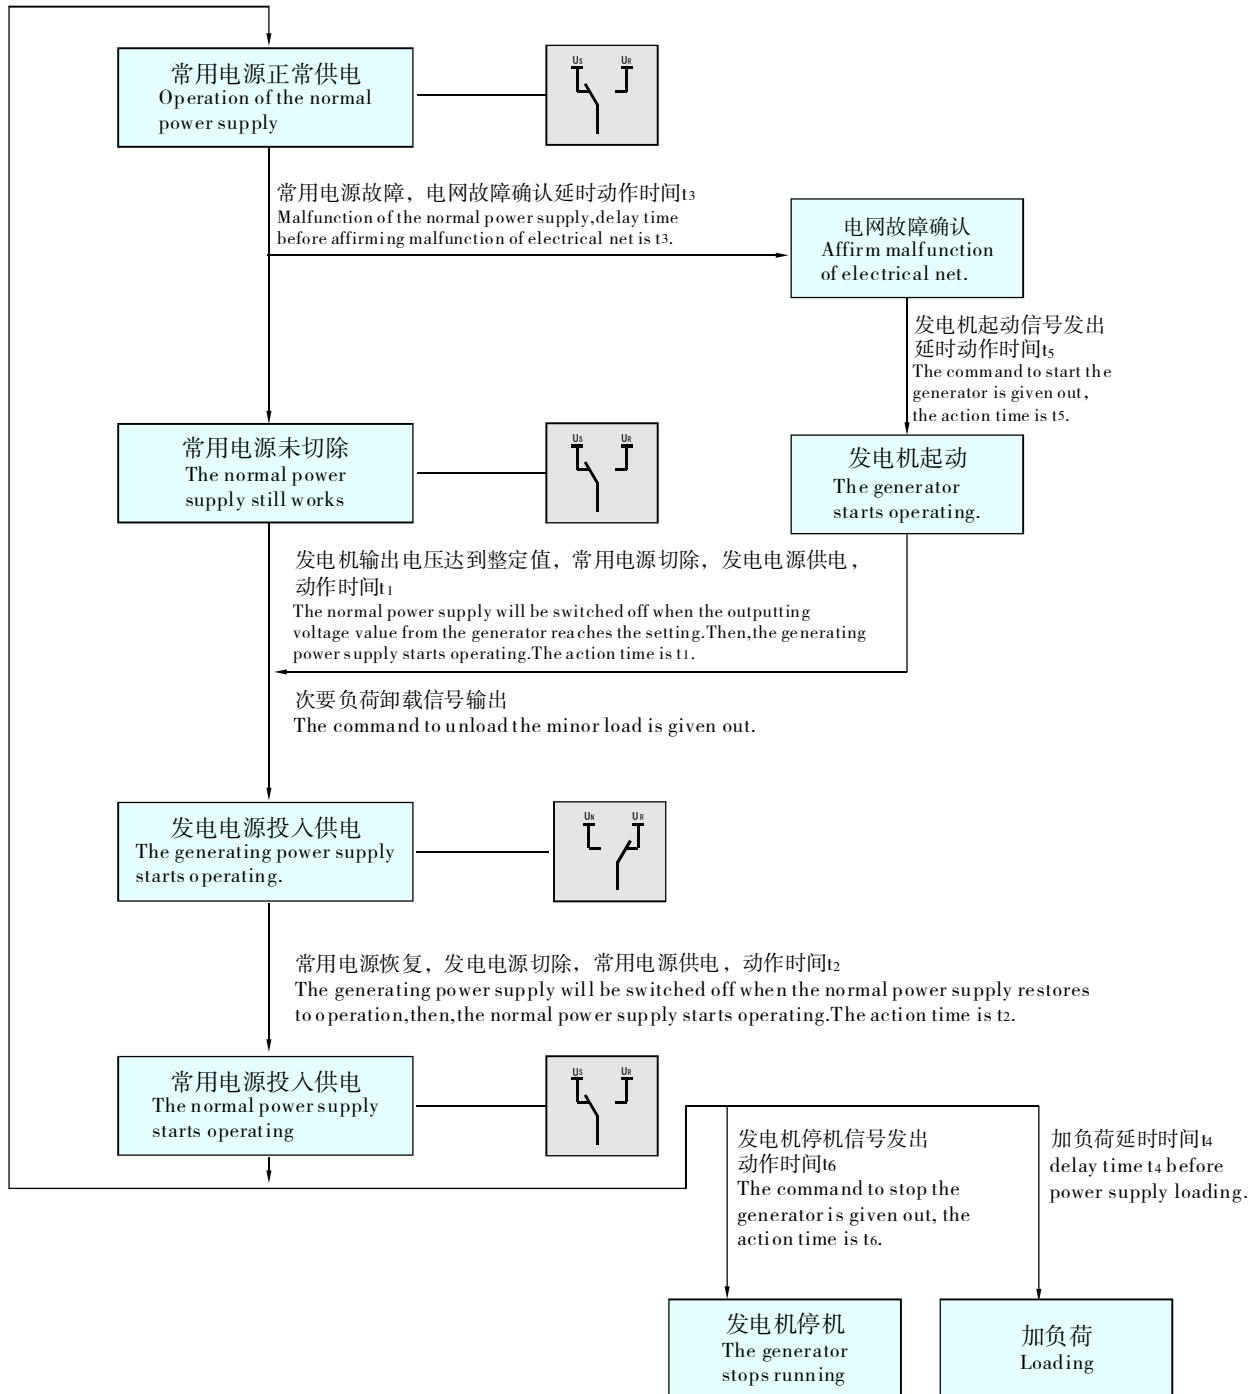 常用电源正常供电
Operation of the normal
power supply
Us UR
常用电源故障，电网故障确认延时动作时间t3
Malfunction of the normal power supply,delay time
before affirming malfunction of electrical net is t3.
电网故障确认
Affirm malfunction
of electrical net.
发电机起动信号发出
延时动作时间t5
The command to start the
generator is given out,
the action time is t5.
常用电源未切除
The normal power
supply still works
Us UR
发电机起动
The generator
starts operating.
发电机输出电压达到整定值，常用电源切除，发电电源供电，
动作时间t1
The normal power supply will be switched off when the outputting
voltage value from the generator reaches the setting.Then,the generating
power supply starts operating.The action time is t1.
次要负荷卸载信号输出
The command to unload the minor load is given out.
发电电源投入供电
The generating power supply
starts operating.
UN UR
常用电源恢复，发电电源切除，常用电源供电，动作时间t2
The generating power supply will be switched off when the normal power supply restores
to operation,then,the normal power supply starts operating.The action time is t2.
常用电源投入供电
The normal power supply
starts operating
Us UR
发电机停机信号发出
动作时间t6
The command to stop the
generator is given out, the
action time is t6.
加负荷延时时间t4
delay time t4 before
power supply loading.
发电机停机
The generator
stops running
加负荷
Loading